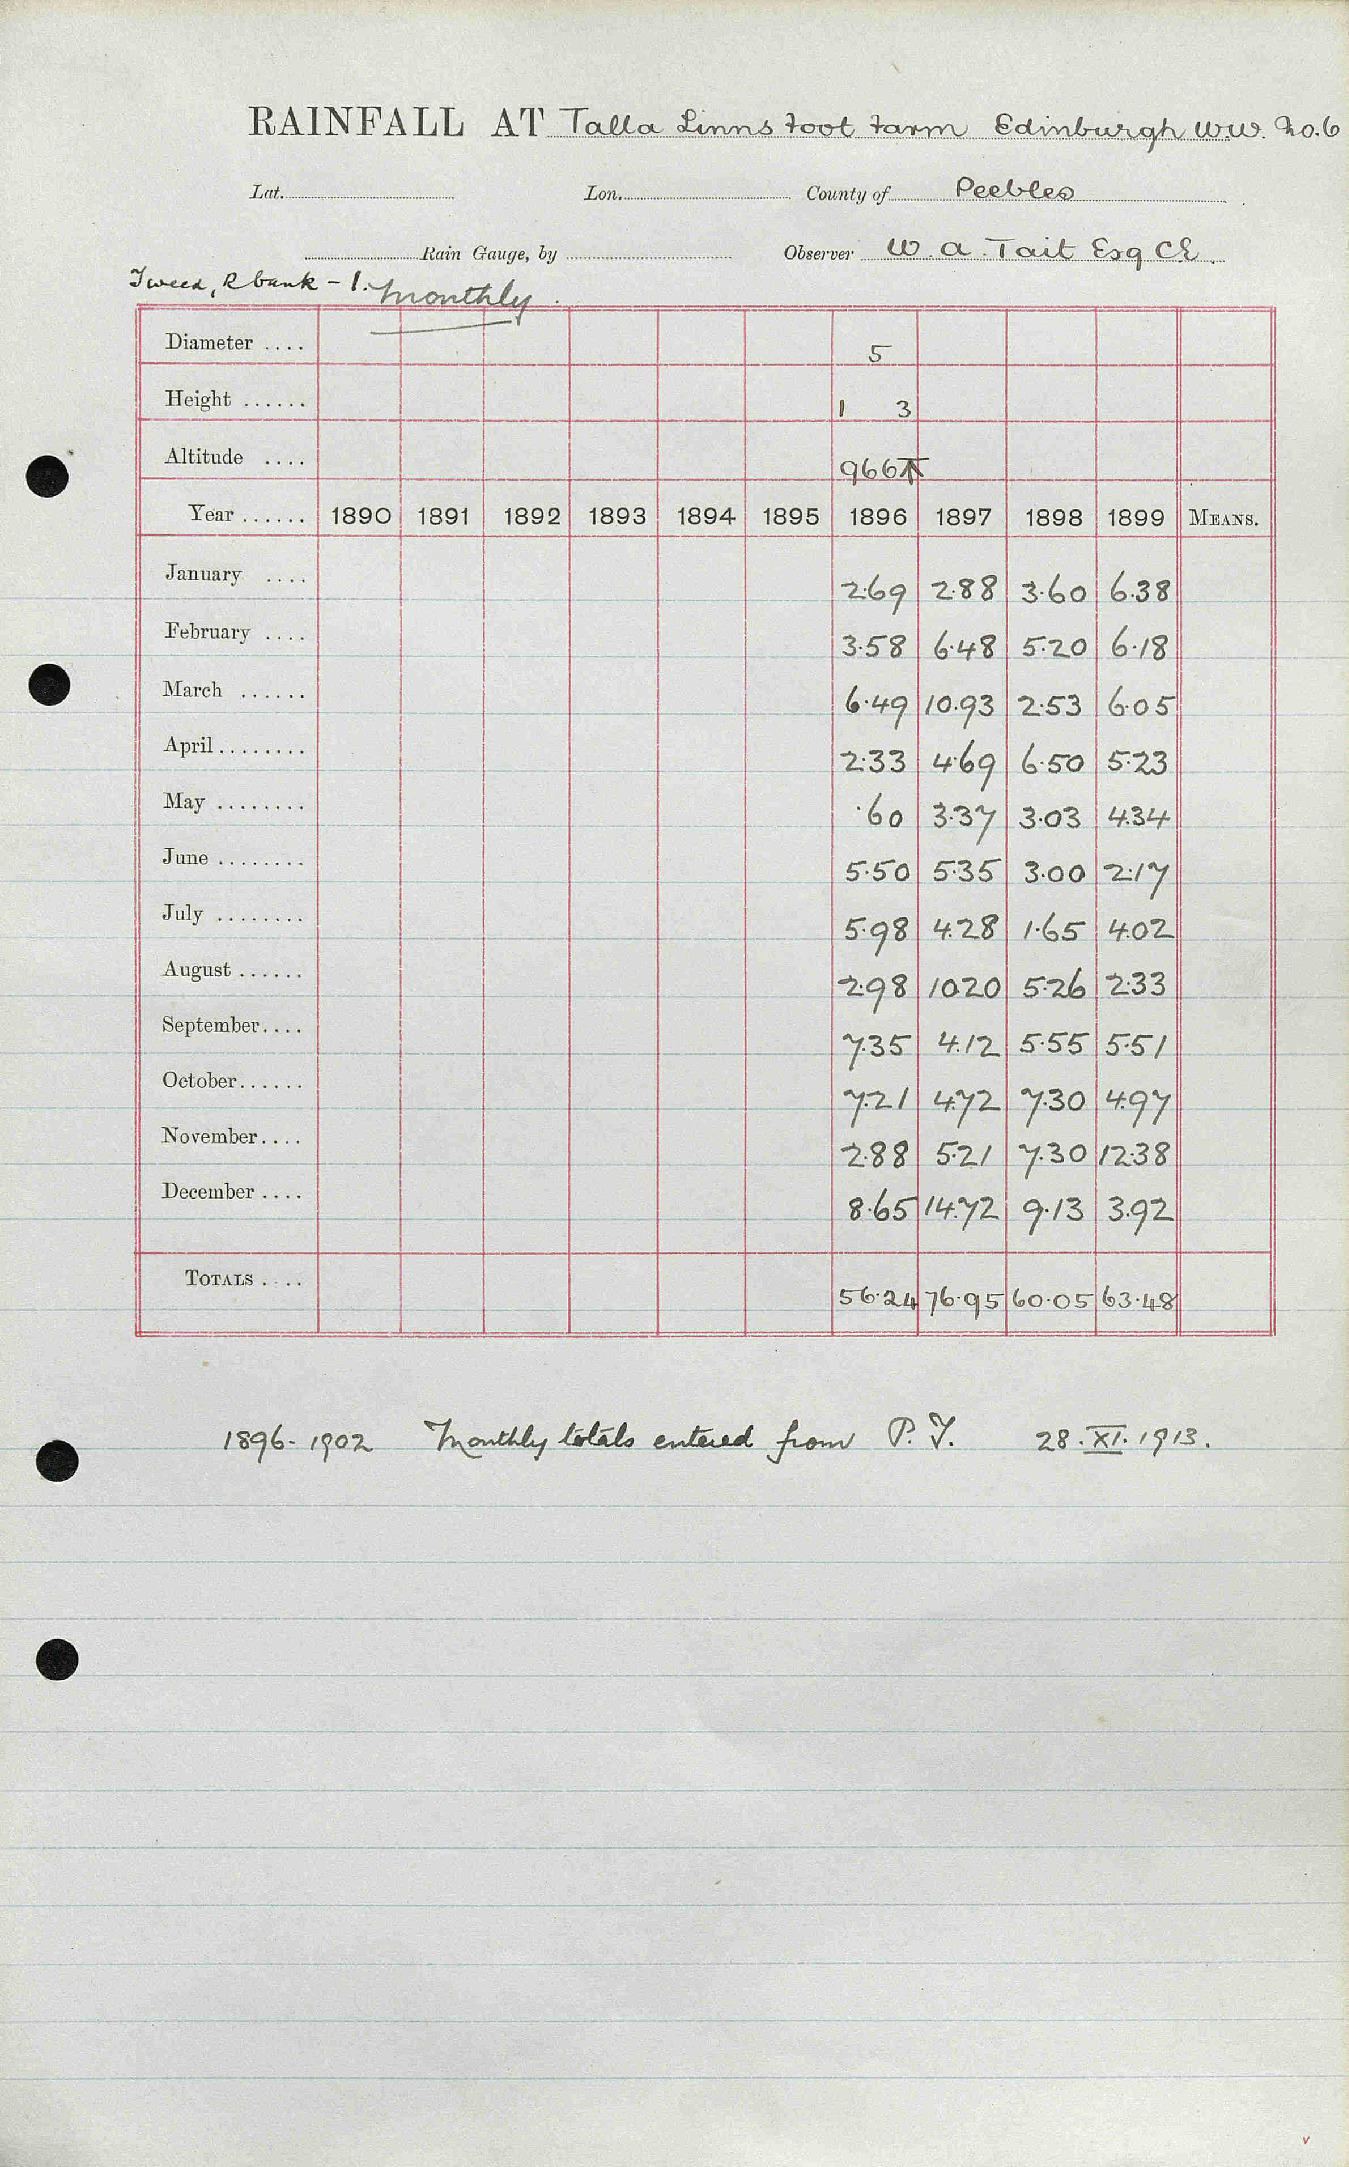 RAINFALL AT Talla Linns foot farm Edinburgh W.W. No.6
Lat. Lon. County of Peebles
Rain Gauge, by Observer W. A. Tait Esq CE.
Tweed, R bank - 1. Monthly
Diameter .... 5
Height ...... 1 3
Altitude .... 966 T
Year ...... 1890 1891 1892 1893 1894 1895 1896 1897 1898 1899 MEANS.
January .... 2.69 2.88 3.60 6.38
February .... 3.58 6.48 5.20 6.18
March ...... 6.49 10.93 2.53 6.05
April ........ 2.33 4.69 6.50 5.23
May ........ .60 3.37 3.03 4.34
June ........ 5.50 5.35 3.00 2.17
July ........ 5.98 4.28 1.65 4.02
August ...... 2.98 10.20 5.26 2.33
September.... 7.35 4.12 5.55 5.51
October...... 7.21 4.72 7.30 4.97
November.... 2.88 5.21 7.30 12.38
December .... 8.65 14.72 9.13 3.92
TOTALS .... 56.24 76.95 60.05 63.48
1896 - 1902 Monthly totals entered from P. T. 28. XI. 1913.
v